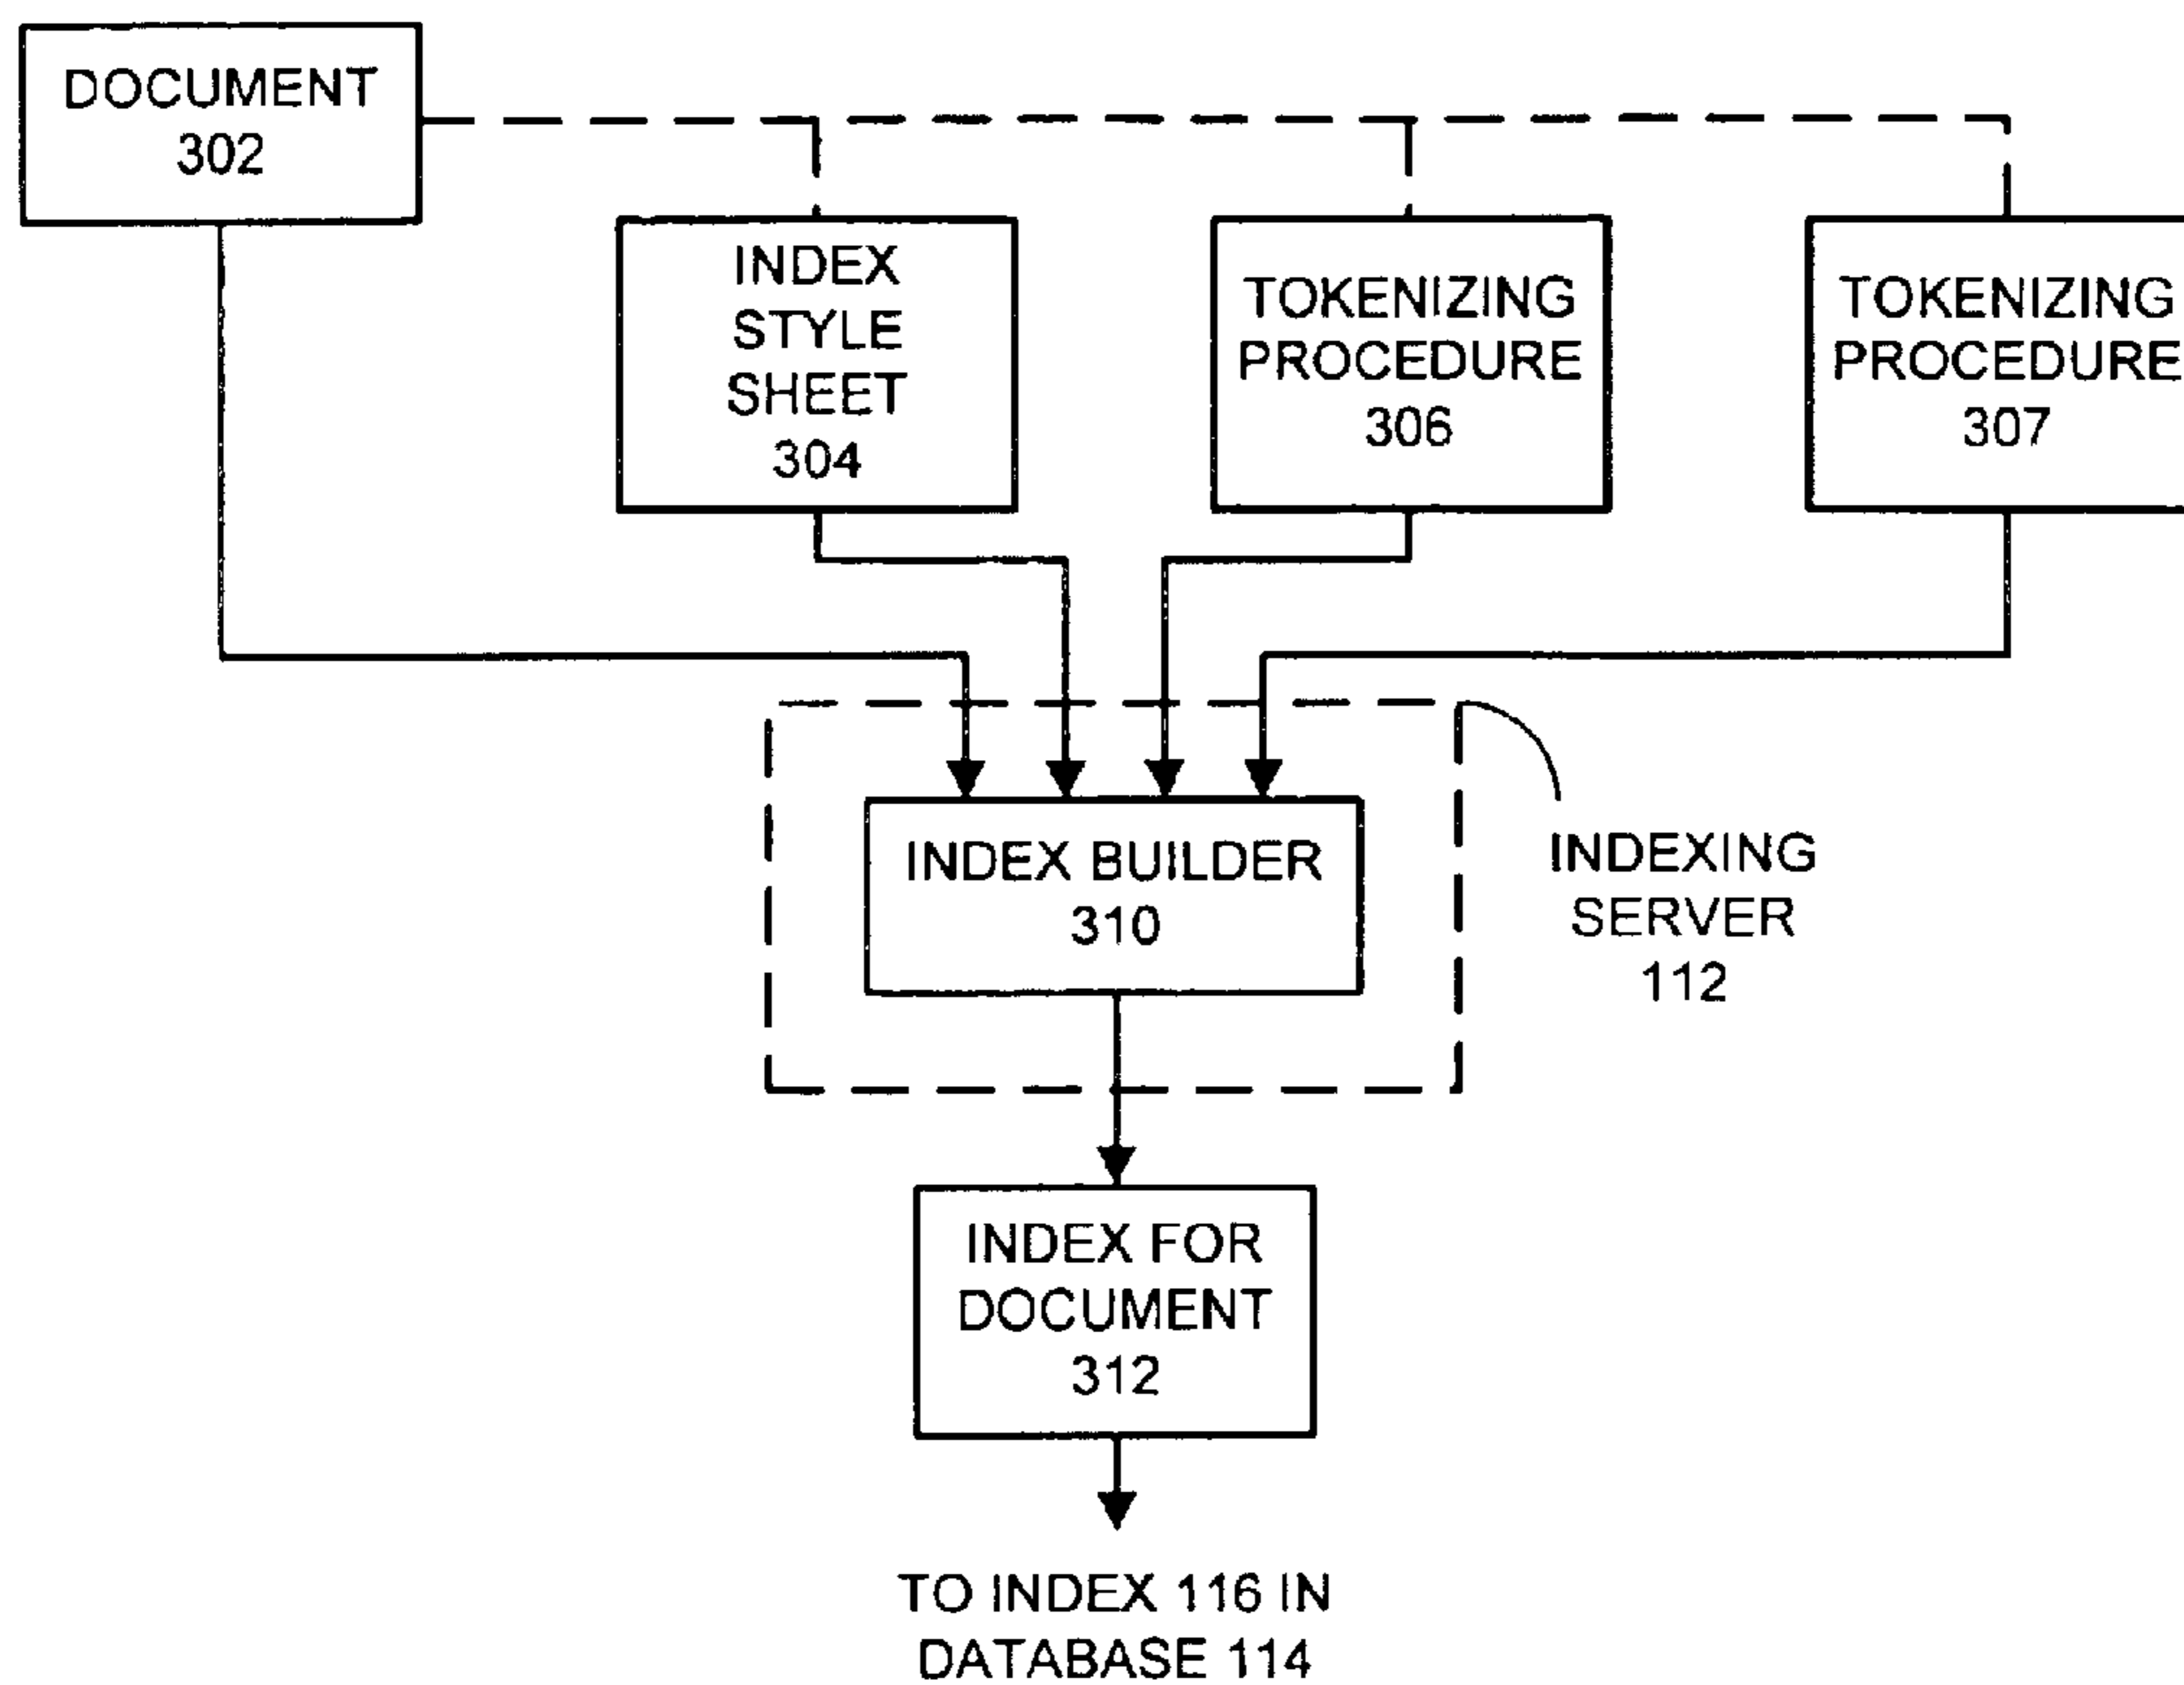 DOCUMENT
302
INDEX
STYLE
SHEET
304
TOKENIZING
PROCEDURE
306
TOKENIZING
PROCEDURE
307
INDEX BUILDER
310
INDEXING
SERVER
112
INDEX FOR
DOCUMENT
312
TO INDEX 116 IN
DATABASE 114